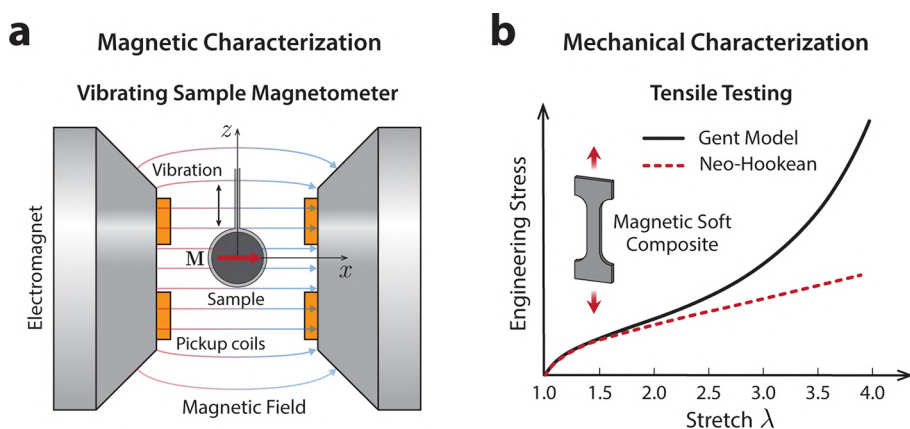 a
Magnetic Characterization
Vibrating Sample Magnetometer
z
Vibration
Electromagnet
M
x
Sample
Pickup coils
Magnetic Field
b
Mechanical Characterization
Tensile Testing
Gent Model
Neo-Hookean
Magnetic Soft
Composite
Engineering Stress
1.0 1.5 2.0 2.5 3.0 3.5 4.0
Stretch λ